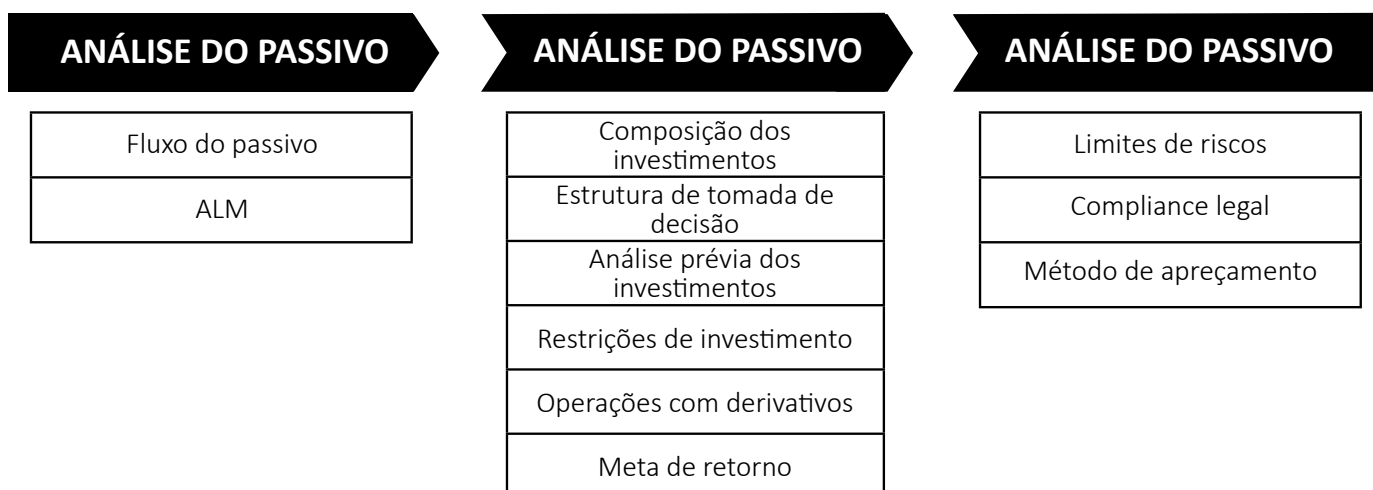 ANÁLISE DO PASSIVO
Fluxo do passivo
ALM
ANÁLISE DO PASSIVO
Composição dos
investimentos
Estrutura de tomada de
decisão
Análise prévia dos
investimentos
Restrições de investimento
Operações com derivativos
Meta de retorno
ANÁLISE DO PASSIVO
Limites de riscos
Compliance legal
Método de apreçamento